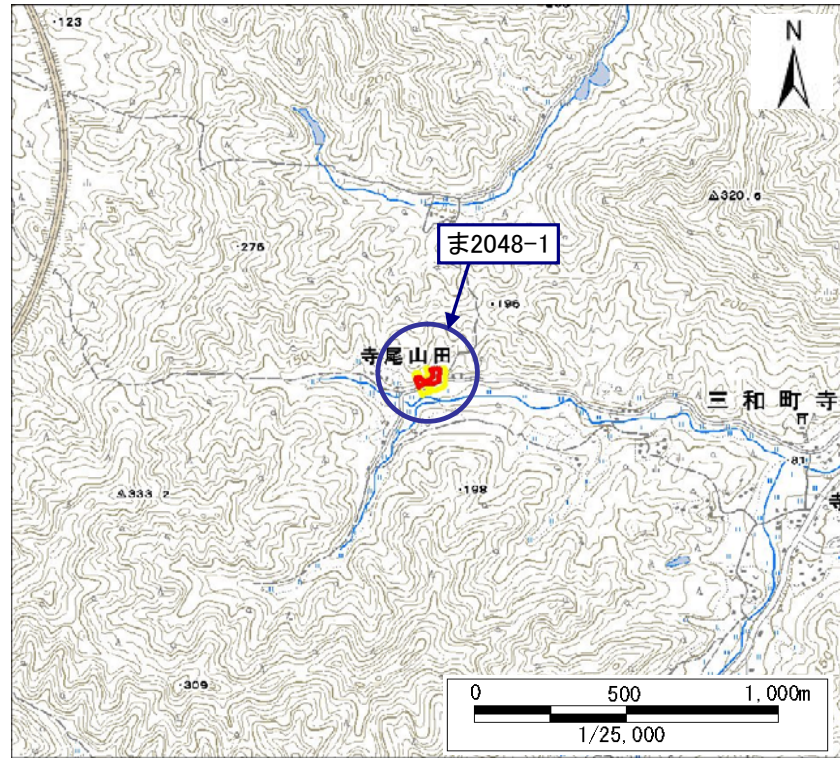 ・123
N
△320.6
・276
ま2048-1
・196
寺尾山田
三和町寺
・81
△333.2
・198
寺
・309
0 500 1,000m
1/25,000